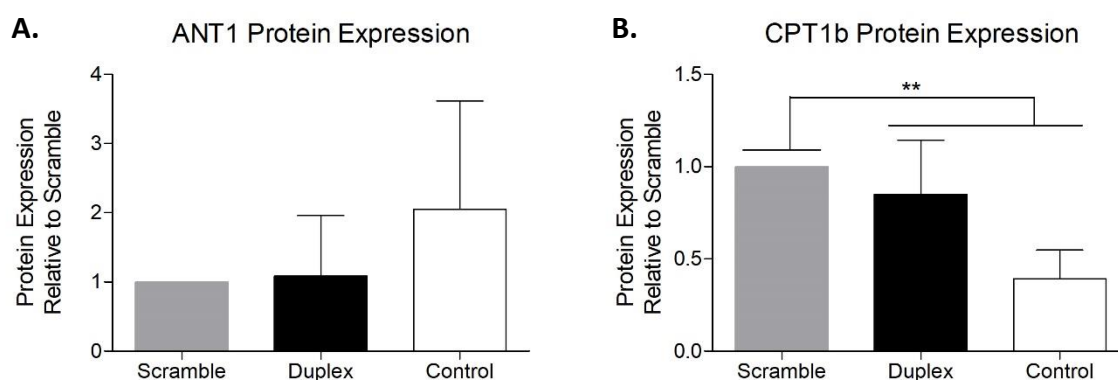 A.
ANT1 Protein Expression
Protein Expression
Relative to Scramble
4
3
2
1
0
Scramble Duplex Control
B.
CPT1b Protein Expression
Protein Expression
Relative to Scramble
1.5
1.0
0.5
0.0
**
Scramble Duplex Control